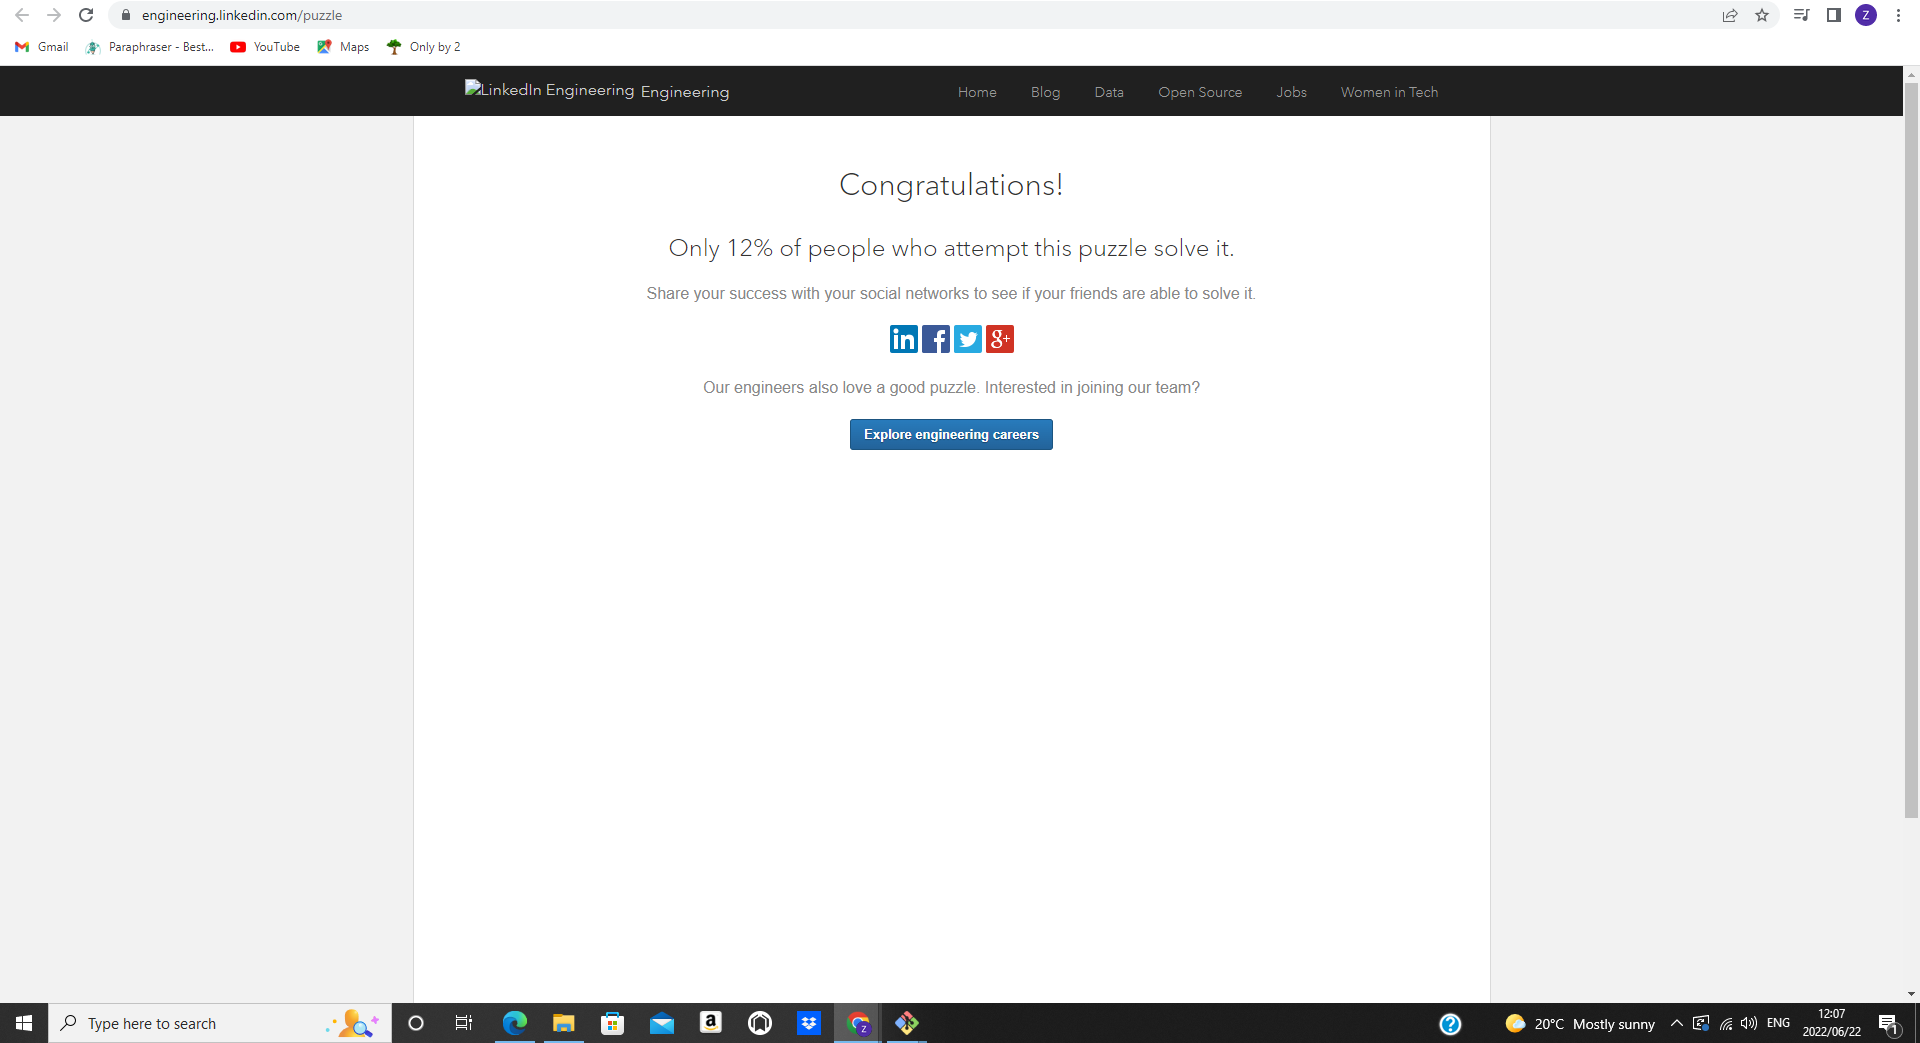 engineering.linkedin.com/puzzle
Z
Gmail
Paraphraser - Best...
YouTube
Maps
Only by 2
LinkedIn Engineering Engineering
Home
Blog
Data
Open Source
Jobs
Women in Tech
Congratulations!
Only 12% of people who attempt this puzzle solve it.
Share your success with your social networks to see if your friends are able to solve it.
in f g+
Our engineers also love a good puzzle. Interested in joining our team?
Explore engineering careers
Type here to search
a
Z
?
20°C Mostly sunny
ENG
12:07
2022/06/22
1